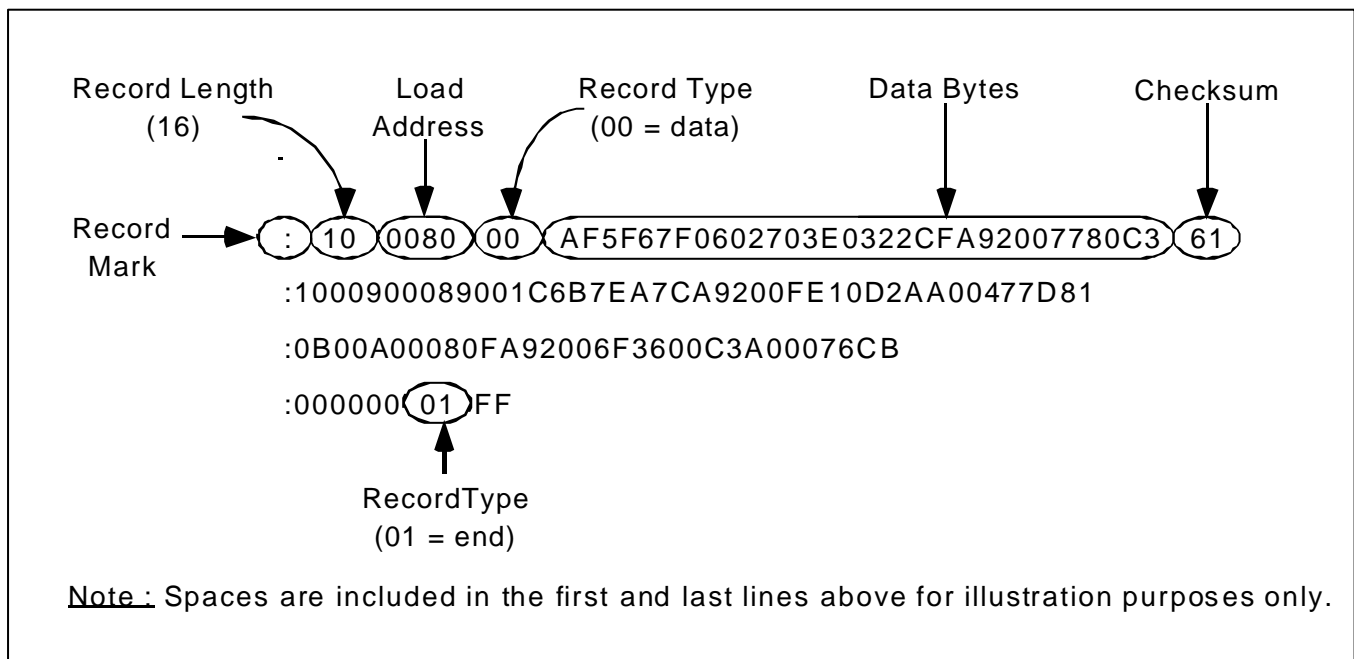 Record Length
(16)
Load
Address
Record Type
(00 = data)
Data Bytes
Checksum
Record
Mark
: 10 0080 00 AF5F67F0602703E0322CFA92007780C3 61
:1000900089001C6B7EA7CA9200FE10D2AA00477D81
:0B00A00080FA92006F3600C3A00076CB
:000000 01 FF
RecordType
(01 = end)
Note : Spaces are included in the first and last lines above for illustration purposes only.